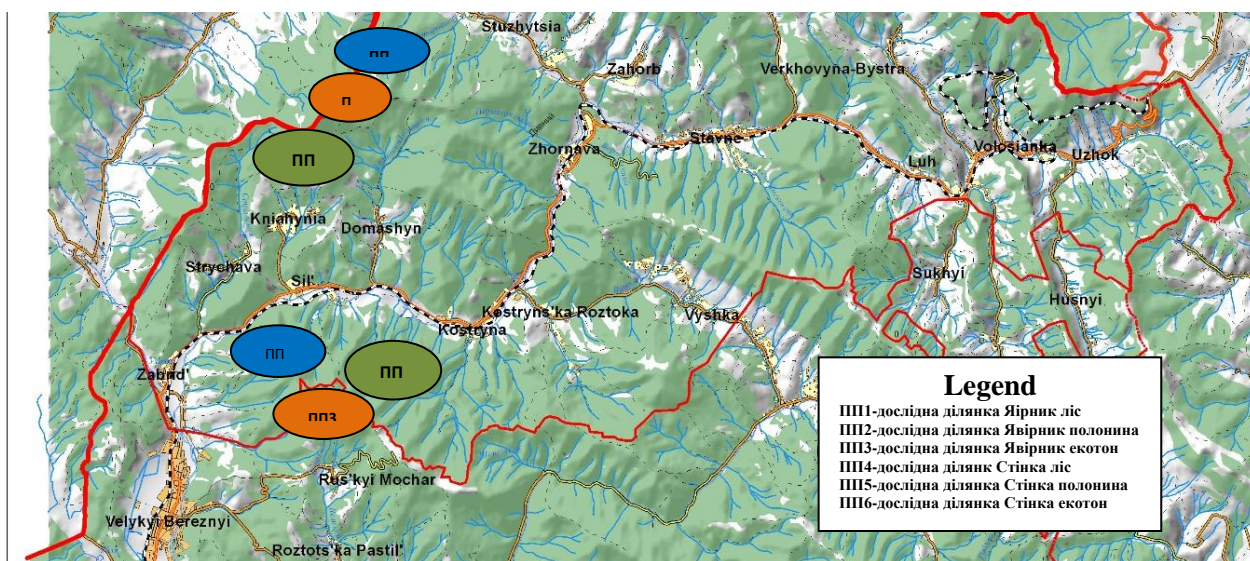 Stuzhytsia
ПП
Zahorb
Verkhovyna-Bystra
П
Zhornava
Stavne
ПП
Luh
Volosianka
Uzhok
Kniahynia
Domashyn
Strychava
Sil'
Sukhyi
Husnyi
Kostryns'ka Roztoka
Vyshka
Kostryna
ПП
ПП
ПП3
Rus'kyi Mochar
Velykyi Bereznyi
Roztots'ka Pastil'
Legend
ПП1-дослідна ділянка Яірник ліс
ПП2-дослідна ділянка Явірник полонина
ПП3-дослідна ділянка Явірник екотон
ПП4-дослідна ділянк Стінка ліс
ПП5-дослідна ділянка Стінка полонина
ПП6-дослідна ділянка Стінка екотон